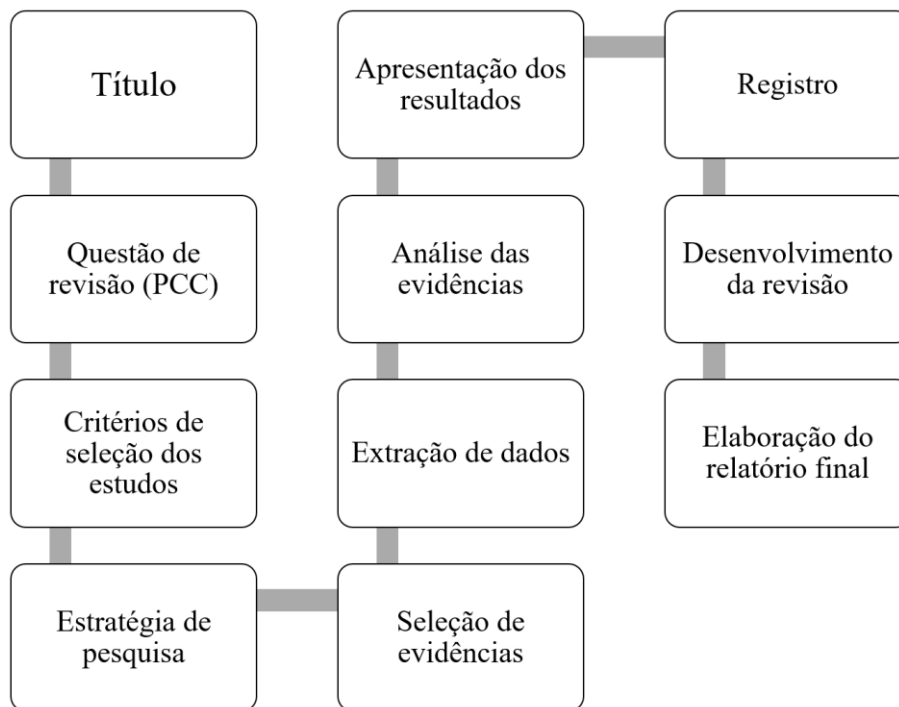 Título
Questão de
revisão (PCC)
Critérios de
seleção dos
estudos
Estratégia de
pesquisa
Seleção de
evidências
Extração de dados
Análise das
evidências
Apresentação dos
resultados
Registro
Desenvolvimento
da revisão
Elaboração do
relatório final